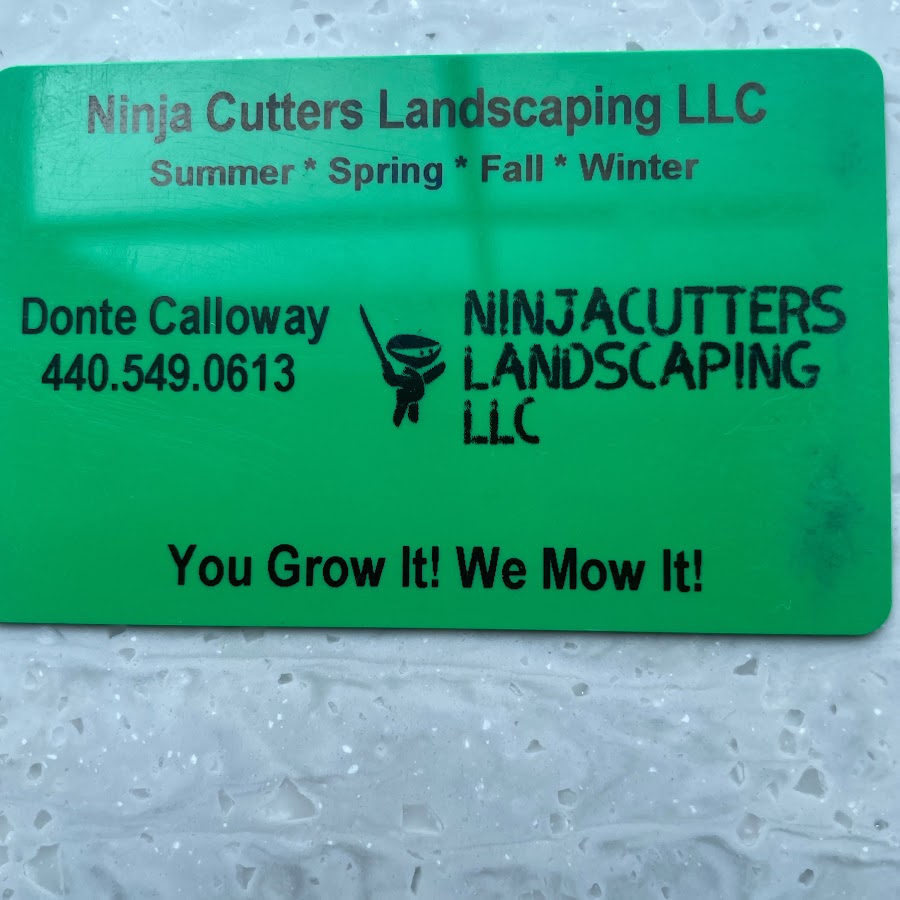 Ninja Cutters Landscaping LLC
Summer * Spring * Fall * Winter
Donte Calloway
440.549.0613
NINJACUTTERS
LANDSCAPING
LLC
You Grow It! We Mow It!